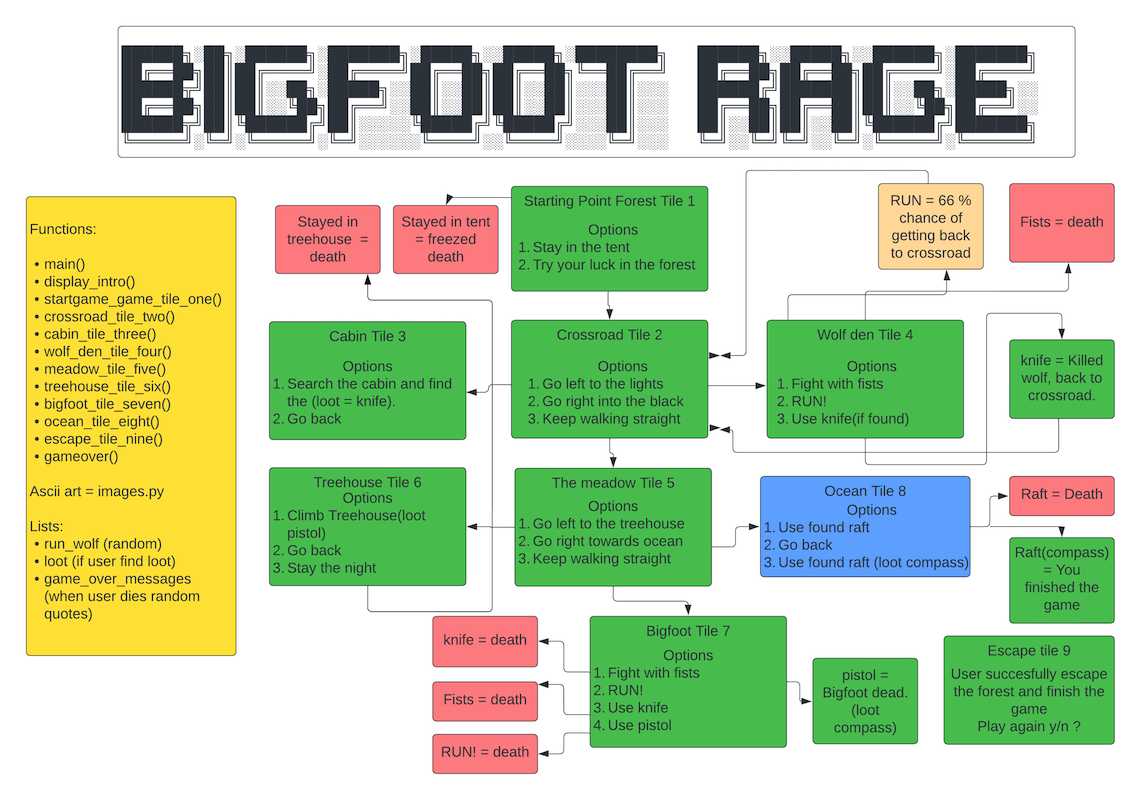 BIGFOOT RAGE
Functions:
• main()
• display_intro()
• startgame_game_tile_one()
• crossroad_tile_two()
• cabin_tile_three()
• wolf_den_tile_four()
• meadow_tile_five()
• treehouse_tile_six()
• bigfoot_tile_seven()
• ocean_tile_eight()
• escape_tile_nine()
• gameover()
Ascii art = images.py
Lists:
• run_wolf (random)
• loot (if user find loot)
• game_over_messages
(when user dies random
quotes)
Stayed in
treehouse =
death
Stayed in tent
= freezed
death
Starting Point Forest Tile 1
Options
1. Stay in the tent
2. Try your luck in the forest
RUN = 66 %
chance of
getting back
to crossroad
Fists = death
Cabin Tile 3
Options
1. Search the cabin and find
the (loot = knife).
2. Go back
Crossroad Tile 2
Options
1. Go left to the lights
2. Go right into the black
3. Keep walking straight
Wolf den Tile 4
Options
1. Fight with fists
2. RUN!
3. Use knife(if found)
knife = Killed
wolf, back to
crossroad.
Treehouse Tile 6
Options
1. Climb Treehouse(loot
pistol)
2. Go back
3. Stay the night
The meadow Tile 5
Options
1. Go left to the treehouse
2. Go right towards ocean
3. Keep walking straight
Ocean Tile 8
Options
1. Use found raft
2. Go back
3. Use found raft (loot compass)
Raft = Death
Raft(compass)
= You
finished the
game
knife = death
Fists = death
RUN! = death
Bigfoot Tile 7
Options
1. Fight with fists
2. RUN!
3. Use knife
4. Use pistol
pistol =
Bigfoot dead.
(loot
compass)
Escape tile 9
User succesfully escape
the forest and finish the
game
Play again y/n ?